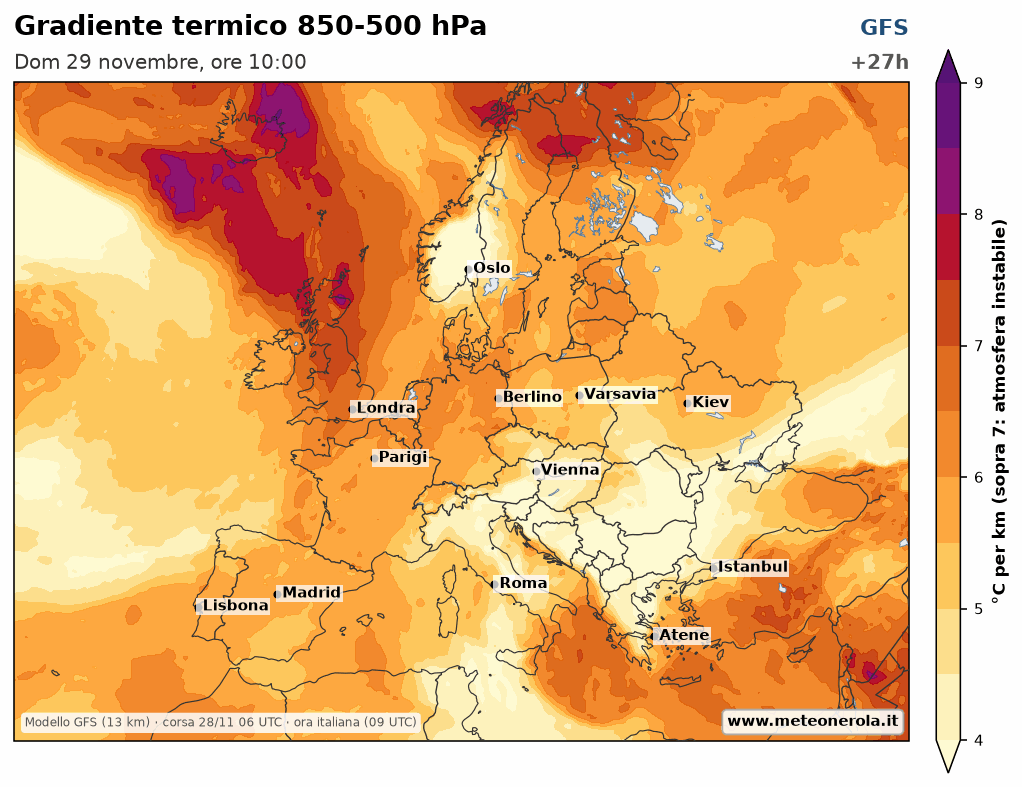 Gradiente termico 850-500 hPa
GFS
Dom 29 novembre, ore 10:00
+27h
Oslo
Londra
Berlino
Varsavia
Kiev
Parigi
Vienna
Istanbul
Roma
Madrid
Lisbona
Atene
Modello GFS (13 km) · corsa 28/11 06 UTC · ora italiana (09 UTC)
www.meteonerola.it
9
8
7
6
5
4
°C per km (sopra 7: atmosfera instabile)